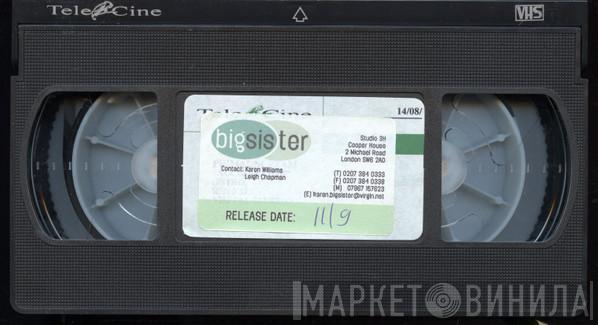 TeleCine
VHS
TeleCine 14/08/
bigsister
Studio 3H
Cooper House
2 Michael Road
London SW6 2AD
Contact: Karen Williams
Leigh Chapman
(T) 0207 384 0333
(F) 0207 384 0338
(M) 07967 157623
(E) karen.bigsister@virgin.net
RELEASE DATE: 11/9
МАРКЕТ ВИНИЛА